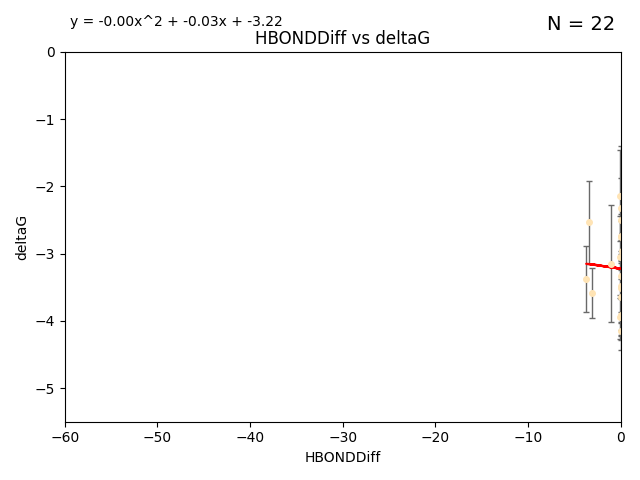 y = -0.00x^2 + -0.03x + -3.22
N = 22
HBONDDiff vs deltaG
0
−1
−2
−3
−4
−5
deltaG
−60 −50 −40 −30 −20 −10 0
HBONDDiff